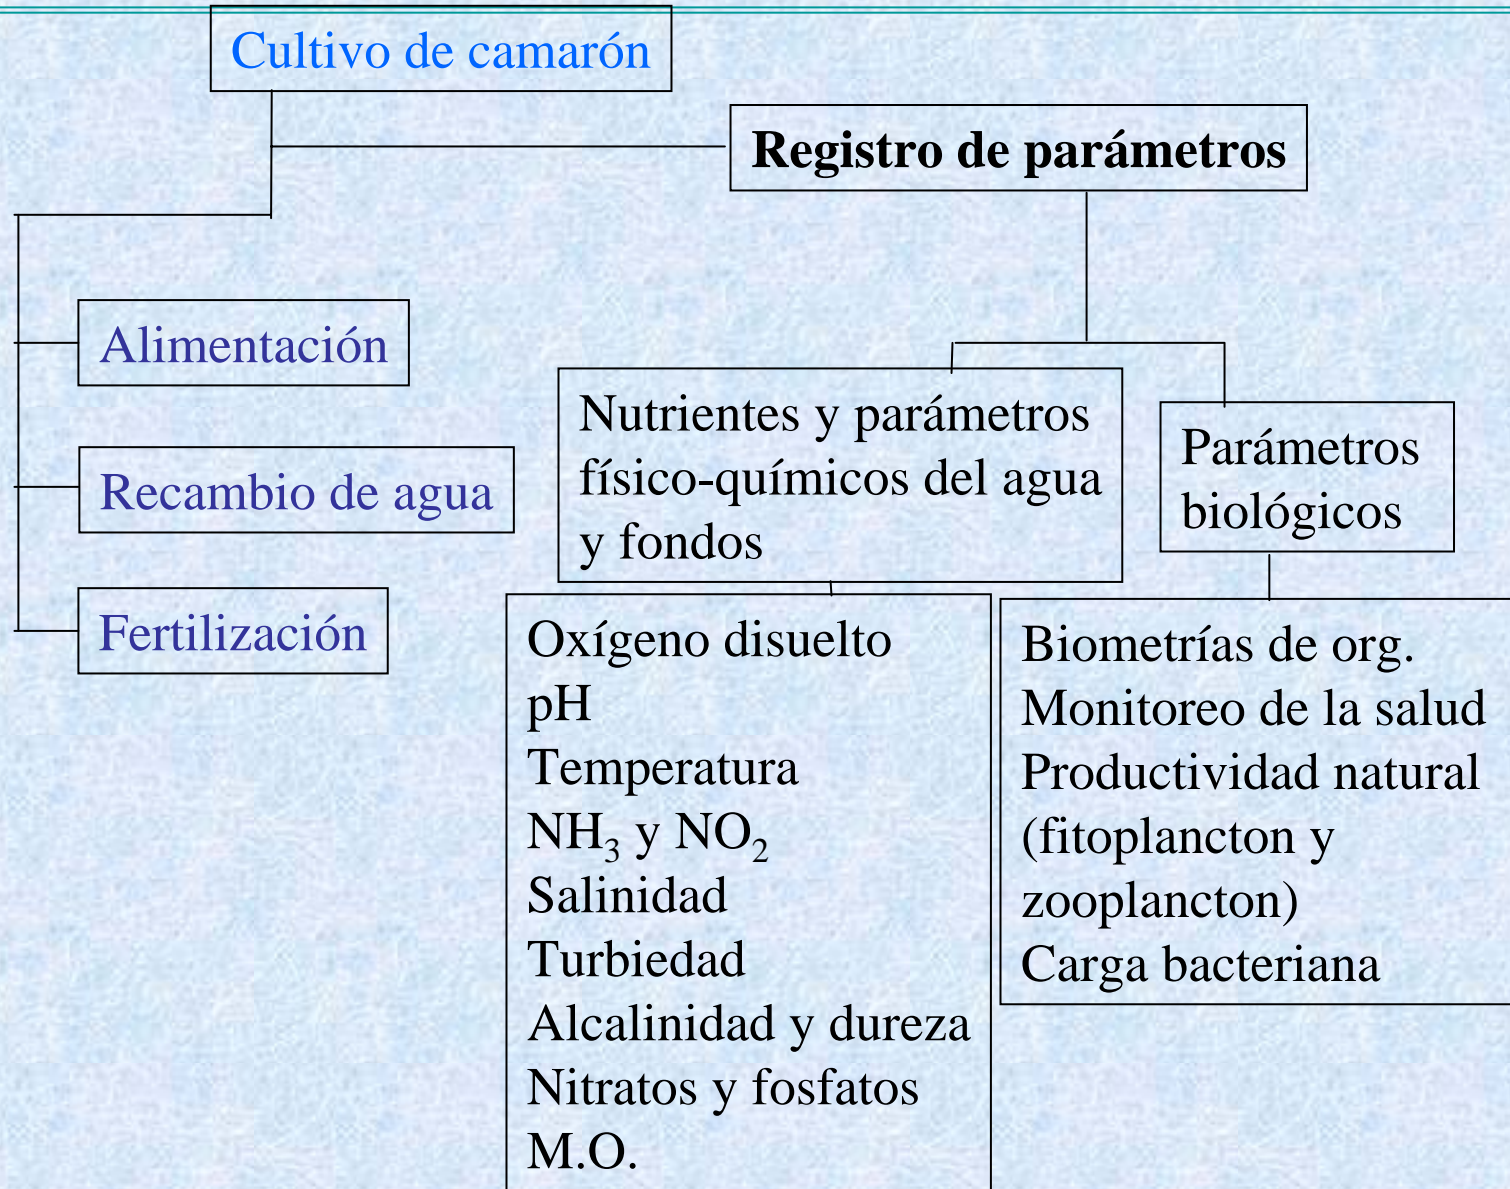 Cultivo de camarón
Registro de parámetros
Alimentación
Recambio de agua
Fertilización
Nutrientes y parámetros
físico-químicos del agua
y fondos
Parámetros
biológicos
Oxígeno disuelto
pH
Temperatura
NH₃ y NO₂
Salinidad
Turbiedad
Alcalinidad y dureza
Nitratos y fosfatos
M.O.
Biometrías de org.
Monitoreo de la salud
Productividad natural
(fitoplancton y
zooplancton)
Carga bacteriana